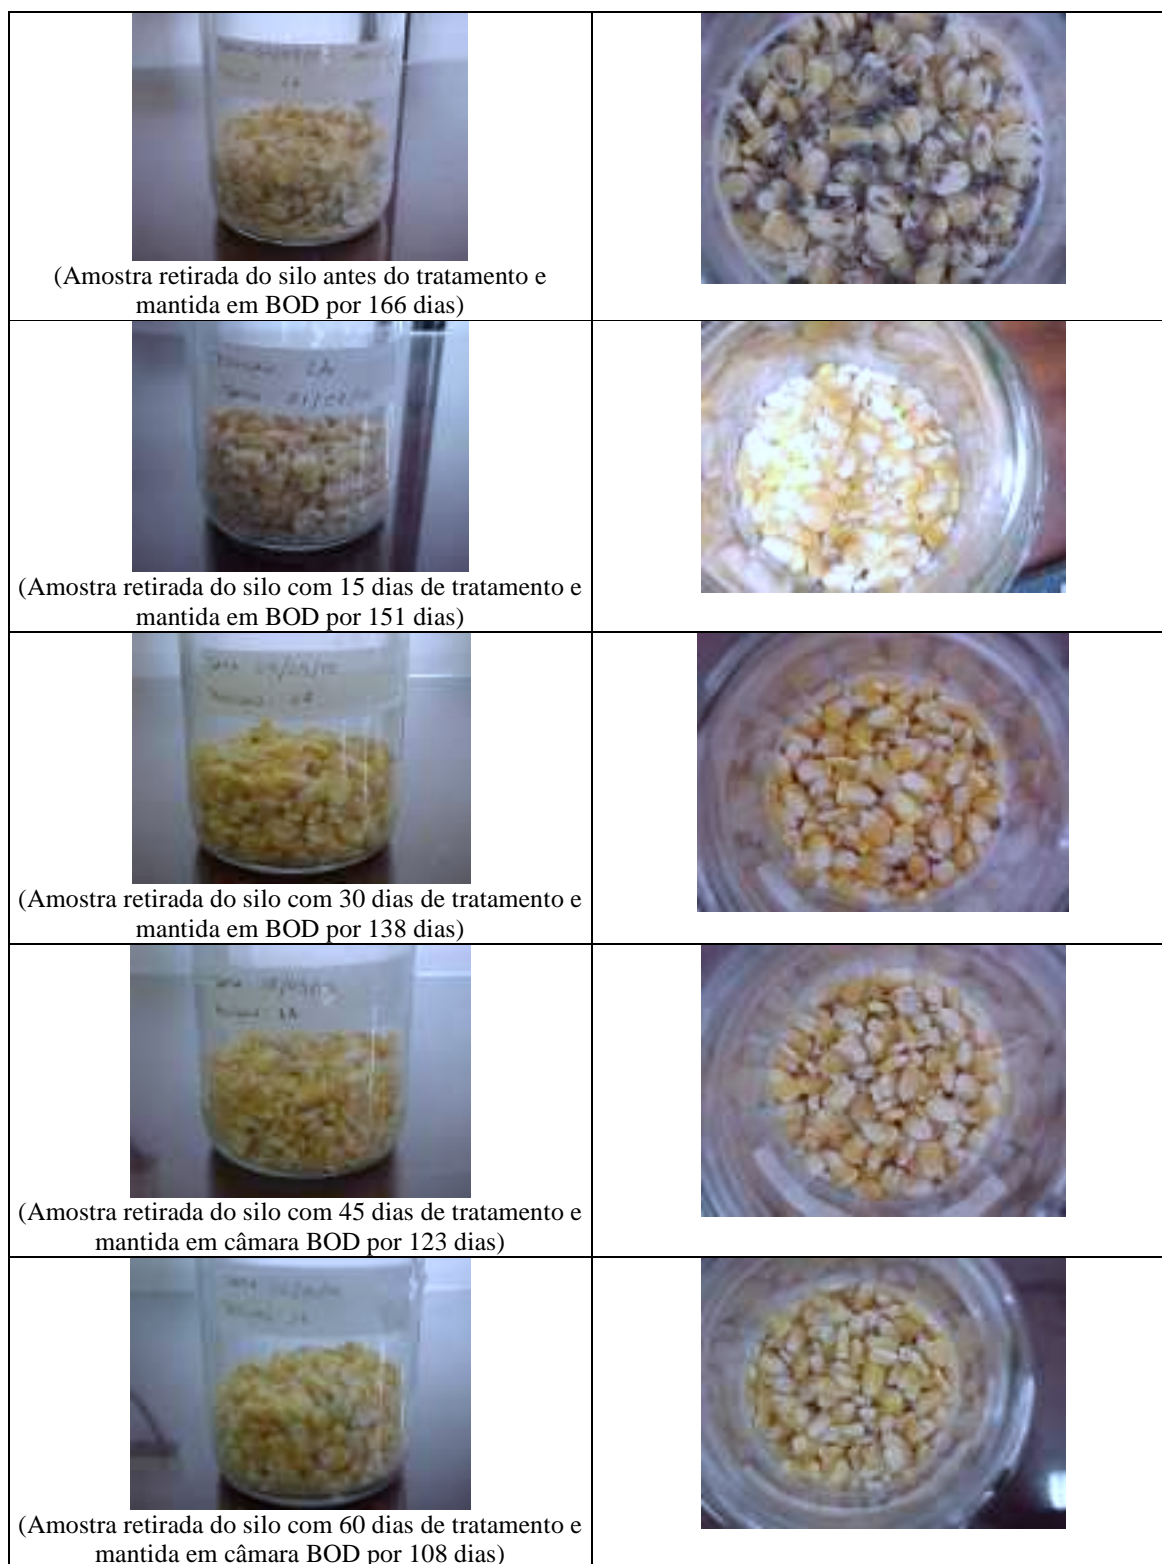 (Amostra retirada do silo antes do tratamento e
mantida em BOD por 166 dias)
(Amostra retirada do silo com 15 dias de tratamento e
mantida em BOD por 151 dias)
(Amostra retirada do silo com 30 dias de tratamento e
mantida em BOD por 138 dias)
(Amostra retirada do silo com 45 dias de tratamento e
mantida em câmara BOD por 123 dias)
(Amostra retirada do silo com 60 dias de tratamento e
mantida em câmara BOD por 108 dias)